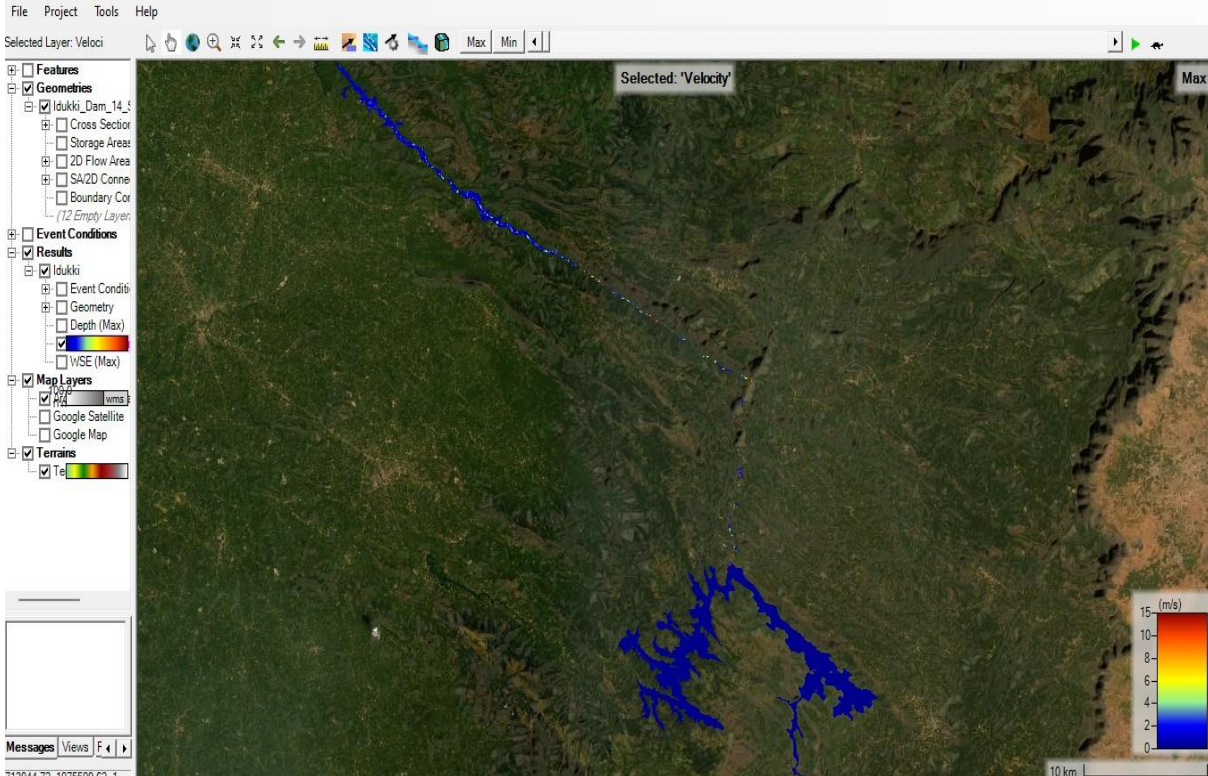 File Project Tools Help
Selected Layer: Veloci
Max Min
Selected: 'Velocity'
Max
Features
Geometries
Idukki_Dam_14_S
Cross Section
Storage Areas
2D Flow Area
SA/2D Conne
Boundary Cor
(12 Empty Layer
Event Conditions
Results
Idukki
Event Conditi
Geometry
Depth (Max)
WSE (Max)
Map Layers
wms
Google Satellite
Google Map
Terrains
Te
Messages Views F
(m/s)
15
10
8
6
4
2
0
10 km